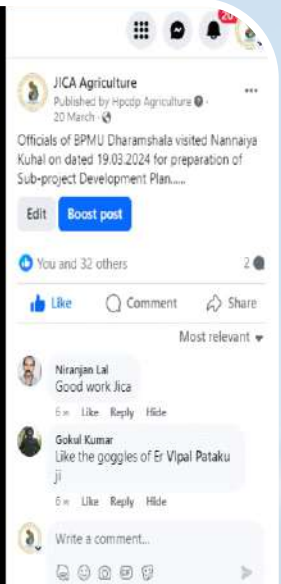 20
JICA Agriculture
Published by Hpcdp Agriculture
20 March
Officials of BPMU Dharamshala visited Nannaiya
Kuhal on dated 19.03.2024 for preparation of
Sub-project Development Plan......
Edit Boost post
You and 32 others 2
Like Comment Share
Most relevant
Niranjan Lal
Good work Jica
Like Reply Hide
Gokul Kumar
Like the goggles of Er Vipal Pataku
ji
Like Reply Hide
Write a comment...